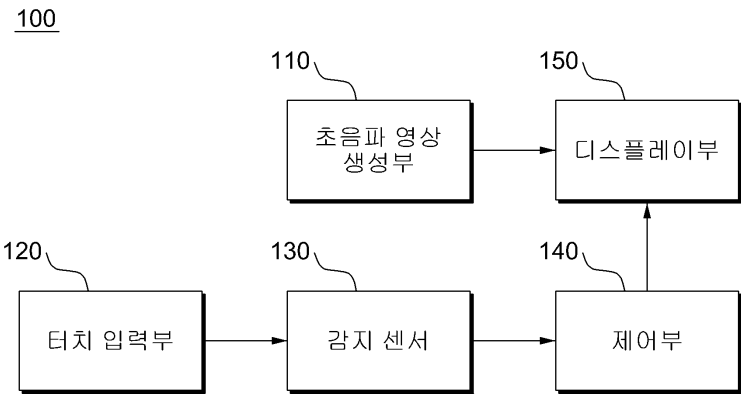 100
110
150
초음파 영상
생성부
디스플레이부
120
130
140
터치 입력부
감지 센서
제어부